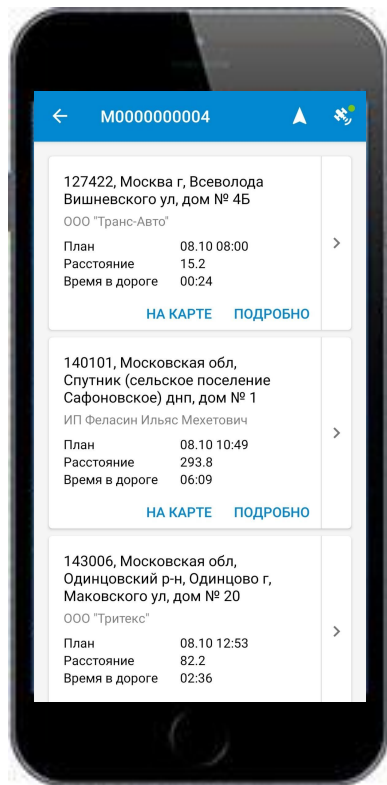 М0000000004
127422, Москва г, Всеволода
Вишневского ул, дом № 4Б
ООО "Транс-Авто"
План 08.10 08:00
Расстояние 15.2
Время в дороге 00:24
НА КАРТЕ ПОДРОБНО
140101, Московская обл,
Спутник (сельское поселение
Сафоновское) днп, дом № 1
ИП Феласин Ильяс Мехетович
План 08.10 10:49
Расстояние 293.8
Время в дороге 06:09
НА КАРТЕ ПОДРОБНО
143006, Московская обл,
Одинцовский р-н, Одинцово г,
Маковского ул, дом № 20
ООО "Тритекс"
План 08.10 12:53
Расстояние 82.2
Время в дороге 02:36